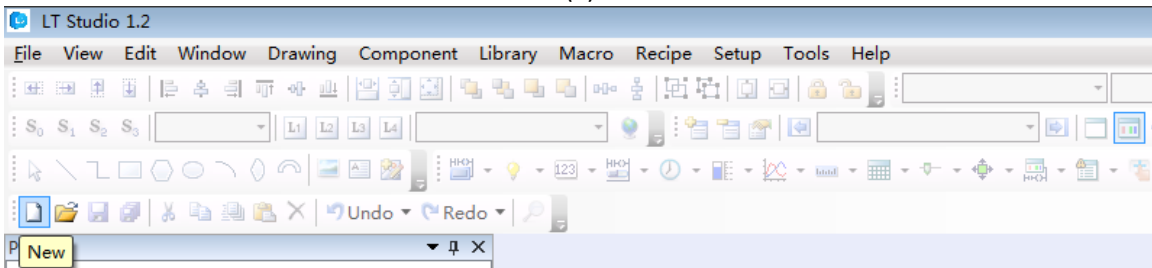 LT Studio 1.2
File View Edit Window Drawing Component Library Macro Recipe Setup Tools Help
S0 S1 S2 S3 L1 L2 L3 L4
123
Undo Redo
New